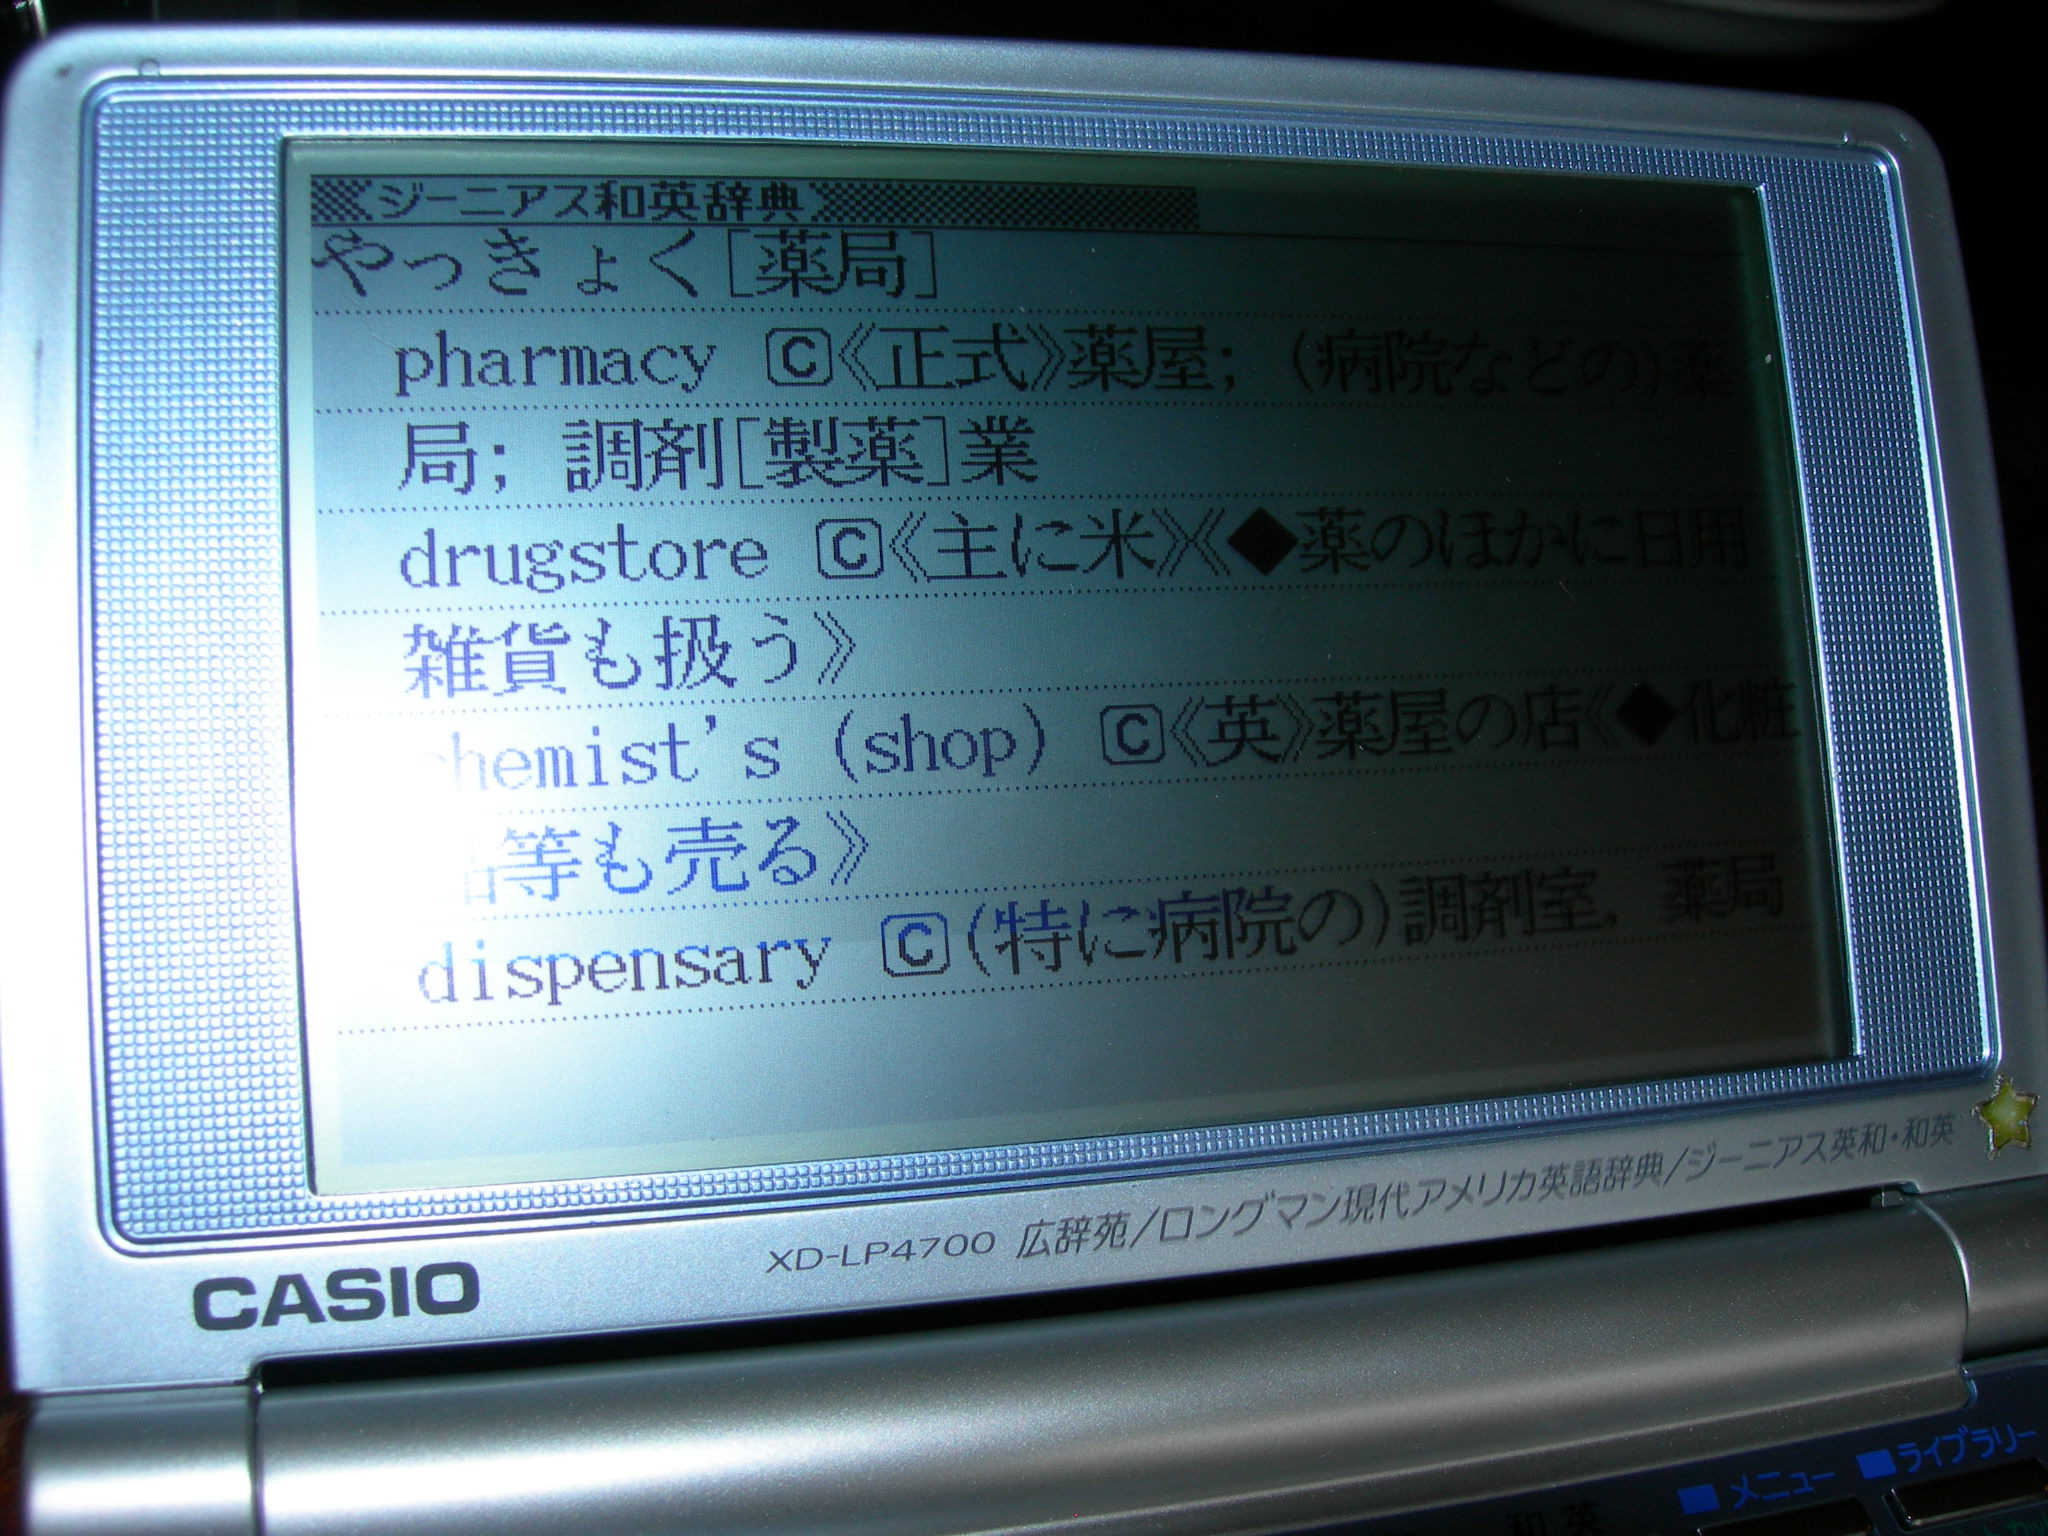 ジーニアス和英辞典
やっきょく[薬局]
pharmacy C《正式》薬屋; (病院などの)薬
局; 調剤[製薬]業
drugstore C《主に米》《◆薬のほかに日用
雑貨も扱う》
chemist's (shop) C《英》薬屋の店《◆化粧
品等も売る》
dispensary C(特に病院の)調剤室, 薬局
CASIO
XD-LP4700 広辞苑/ロングマン現代アメリカ英語辞典/ジーニアス英和・和英
メニュー
ライブラリー
和英